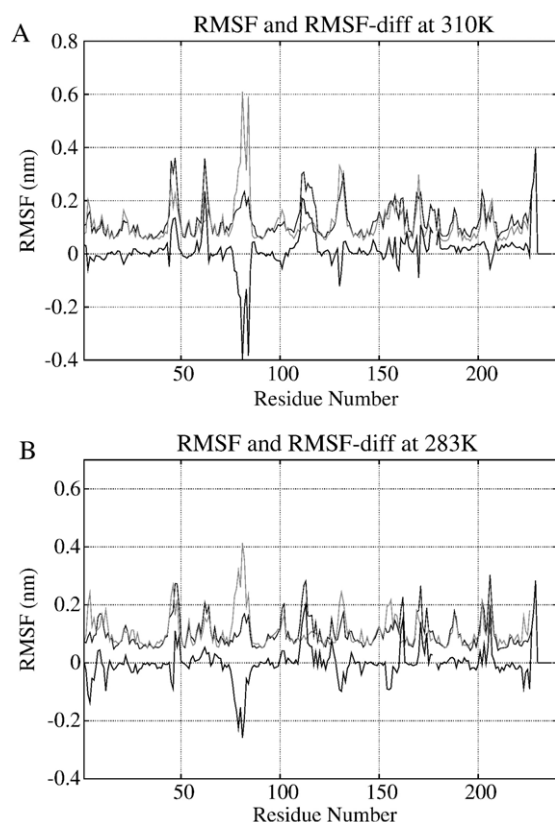 A
RMSF and RMSF-diff at 310K
0.8
0.6
0.4
0.2
0
-0.2
-0.4
RMSF (nm)
50 100 150 200
Residue Number
B
RMSF and RMSF-diff at 283K
0.6
0.4
0.2
0
-0.2
-0.4
RMSF (nm)
50 100 150 200
Residue Number